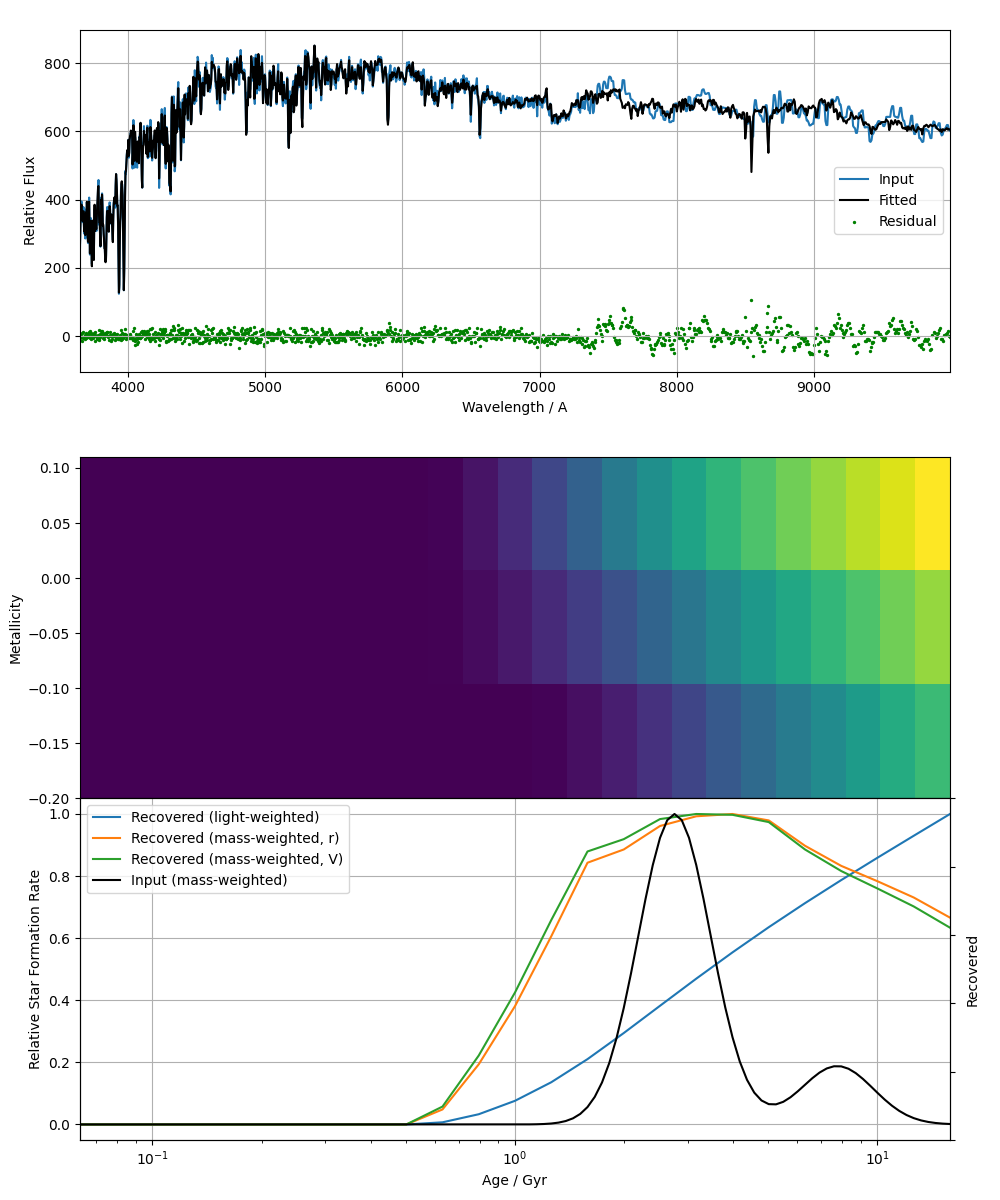 800
600
400
200
0
Relative Flux
Input
Fitted
Residual
4000 5000 6000 7000 8000 9000
Wavelength / A
0.10
0.05
0.00
−0.05
−0.10
−0.15
−0.20
Metallicity
Recovered (light-weighted)
Recovered (mass-weighted, r)
Recovered (mass-weighted, V)
Input (mass-weighted)
1.0
0.8
0.6
0.4
0.2
0.0
Relative Star Formation Rate
Recovered
10⁻¹ 10⁰ 10¹
Age / Gyr